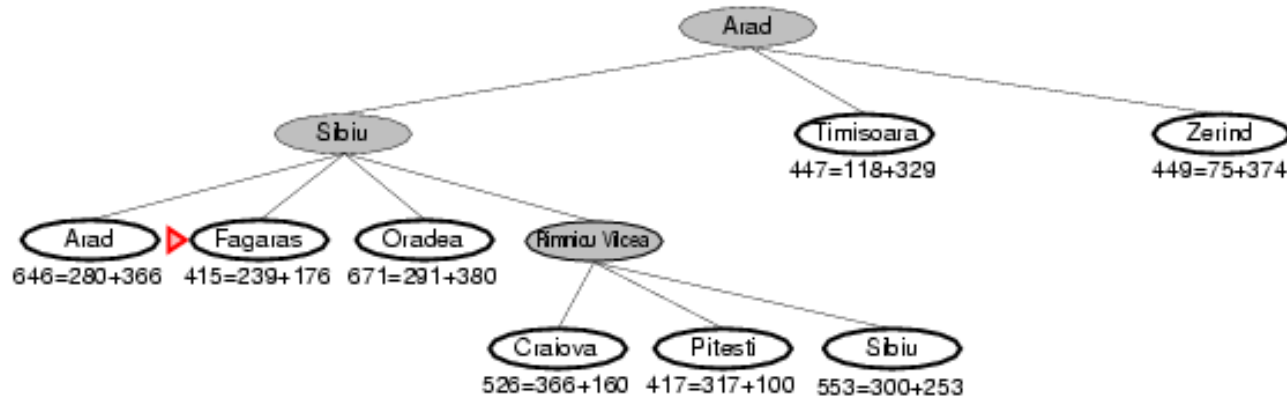 Arad
Sibiu
Timisoara
Zerind
447=118+329
449=75+374
Arad
Fagaras
Oradea
Rimnicu Vilcea
646=280+366
415=239+176
671=291+380
Craiova
Pitesti
Sibiu
526=366+160
417=317+100
553=300+253